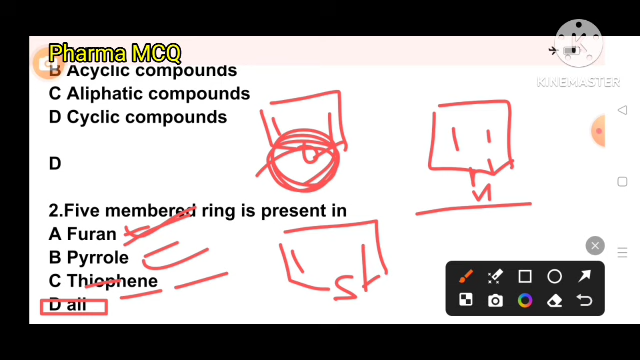 Pharma MCQ
B Acyclic compounds
C Aliphatic compounds
D Cyclic compounds
D
2.Five membered ring is present in
A Furan
B Pyrrole
C Thiophene
D all
N
S
K
KINEMASTER